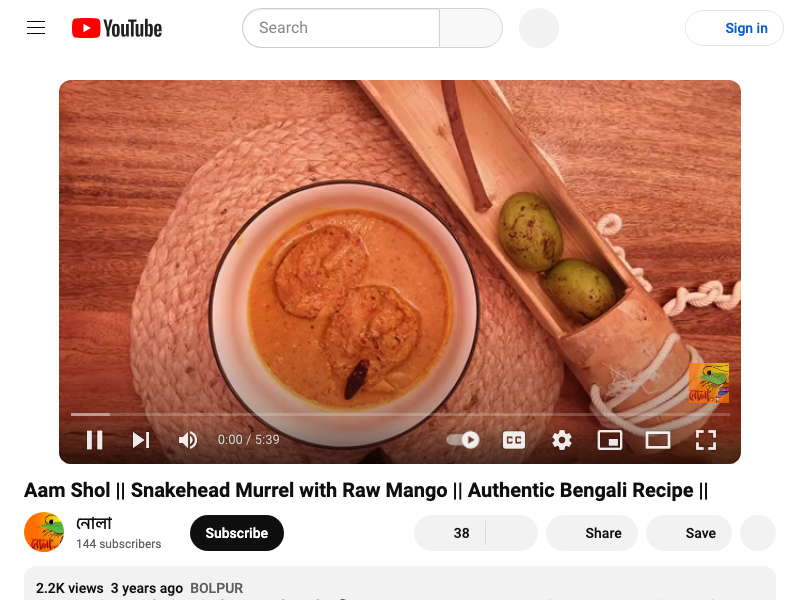 YouTube
Search
Sign in
0:00 / 5:39
CC
Aam Shol || Snakehead Murrel with Raw Mango || Authentic Bengali Recipe ||
নোলা
144 subscribers
Subscribe
38
Share
Save
2.2K views 3 years ago BOLPUR